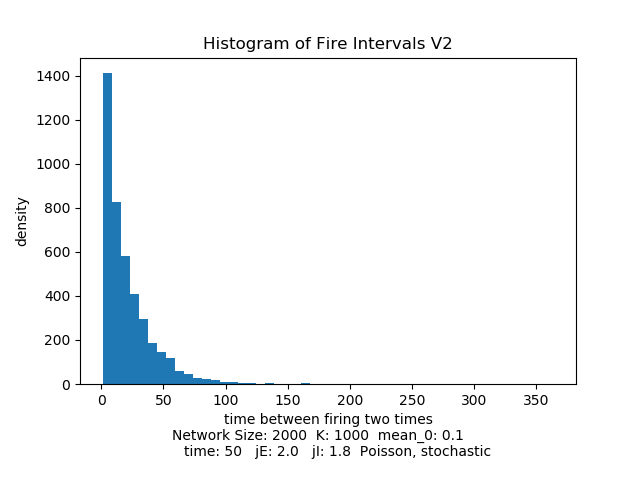 Histogram of Fire Intervals V2
1400
1200
1000
800
600
400
200
0
density
0 50 100 150 200 250 300 350
time between firing two times
Network Size: 2000  K: 1000  mean_0: 0.1
time: 50   jE: 2.0   jI: 1.8  Poisson, stochastic